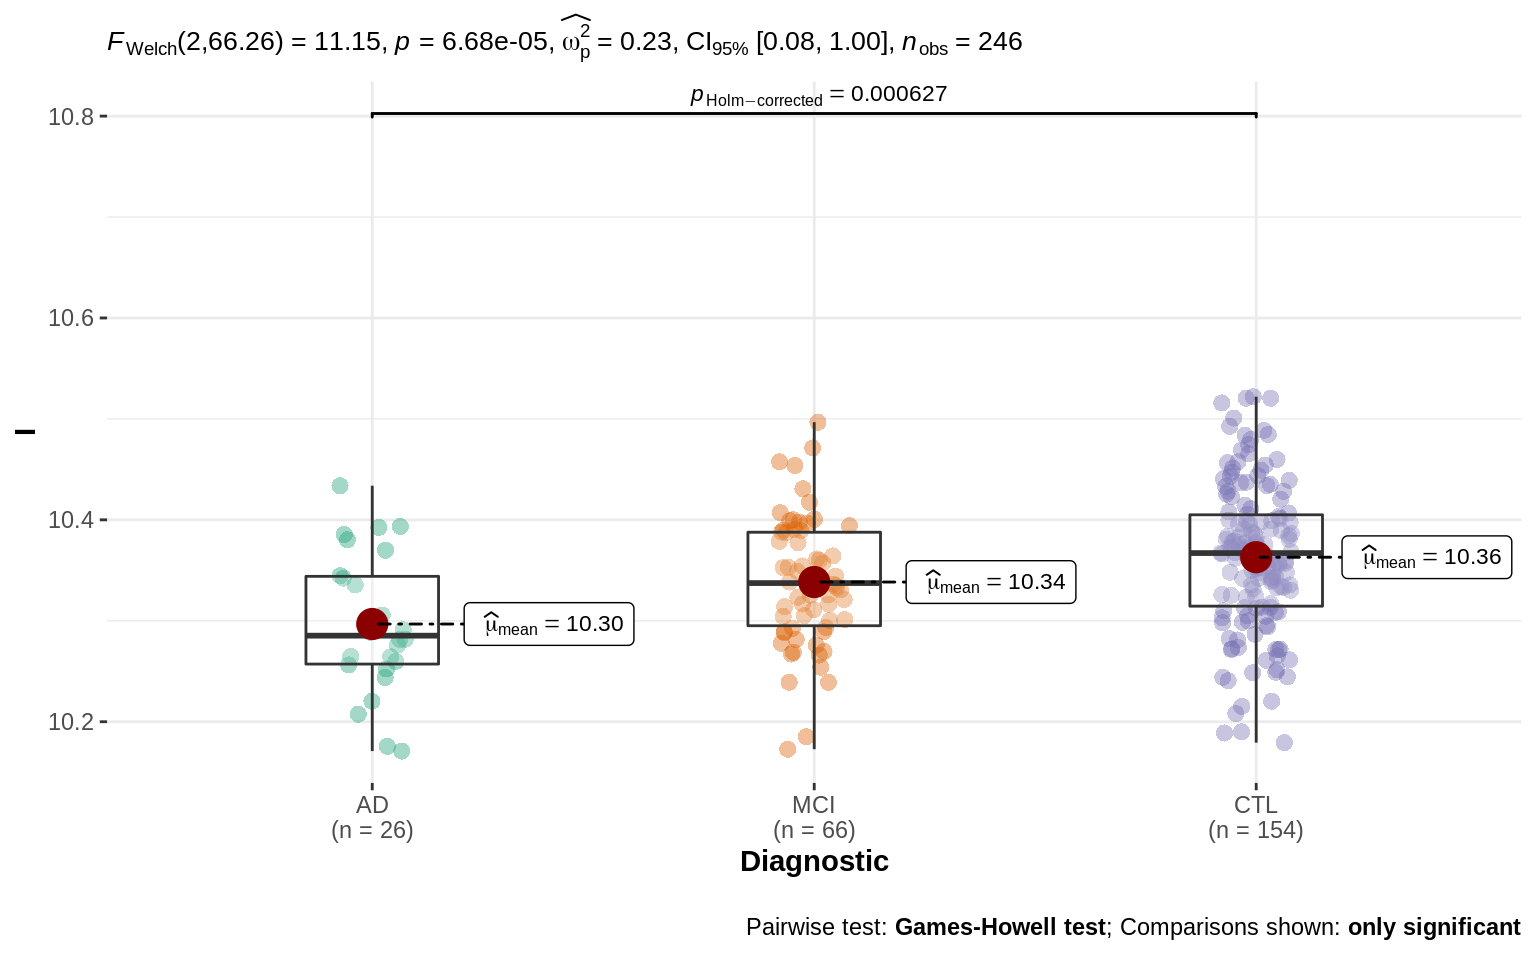 F Welch(2,66.26) = 11.15, p = 6.68e-05, ω̂²p = 0.23, CI95% [0.08, 1.00], nobs = 246
pHolm−corrected = 0.000627
10.8
10.6
I
10.4
10.2
μ̂mean = 10.30
μ̂mean = 10.34
μ̂mean = 10.36
AD MCI CTL
(n = 26) (n = 66) (n = 154)
Diagnostic
Pairwise test: Games-Howell test; Comparisons shown: only significant